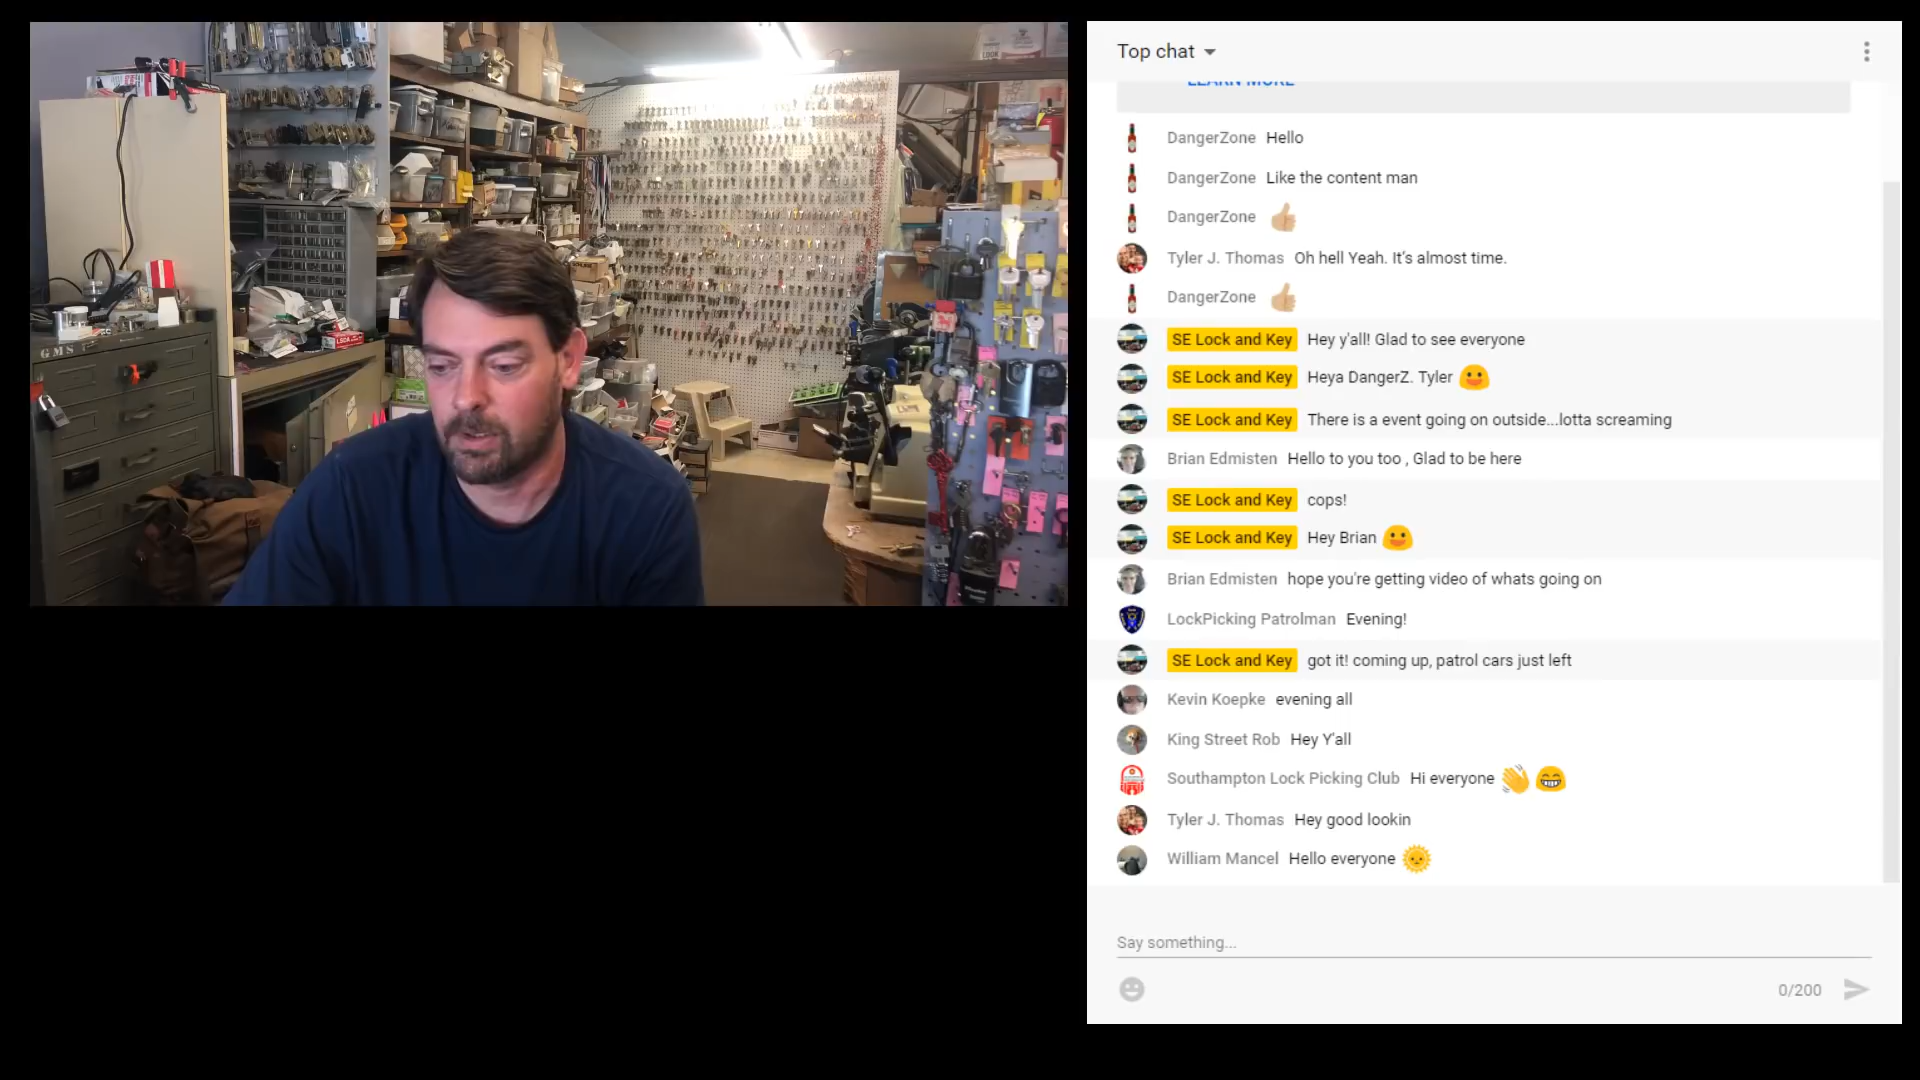 GMS
Top chat
LEARN MORE
DangerZone Hello
DangerZone Like the content man
DangerZone 👍🏼
Tyler J. Thomas Oh hell Yeah. It's almost time.
DangerZone 👍🏼
SE Lock and Key Hey y'all! Glad to see everyone
SE Lock and Key Heya DangerZ. Tyler 😃
SE Lock and Key There is a event going on outside...lotta screaming
Brian Edmisten Hello to you too , Glad to be here
SE Lock and Key cops!
SE Lock and Key Hey Brian 😃
Brian Edmisten hope you're getting video of whats going on
LockPicking Patrolman Evening!
SE Lock and Key got it! coming up, patrol cars just left
Kevin Koepke evening all
King Street Rob Hey Y'all
Southampton Lock Picking Club Hi everyone 👋😁
Tyler J. Thomas Hey good lookin
William Mancel Hello everyone 🌞
Say something...
0/200